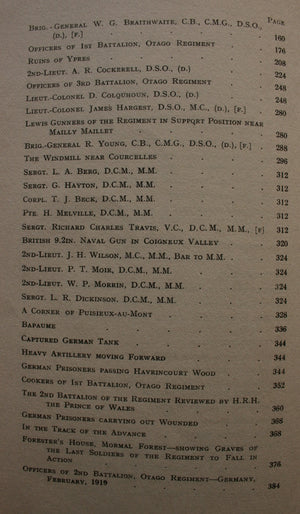 PAGE
BRIG.-GENERAL W. G. BRAITHWAITE, C.B., C.M.G., D.S.O.,
(D.), [F.] . . . . . 160
OFFICERS OF 1ST BATTALION, OTAGO REGIMENT . . 176
RUINS OF YPRES . . . . . 208
2ND-LIEUT. A. R. COCKERELL, D.S.O., (D.) . . 224
OFFICERS OF 3RD BATTALION, OTAGO REGIMENT . . 248
LIEUT.-COLONEL D. COLQUHOUN, D.S.O., (D.) . . 248
LIEUT.-COLONEL JAMES HARGEST, D.S.O., M.C., (D.), [F.] . 280
LEWIS GUNNERS OF THE REGIMENT IN SUPPQRT POSITION NEAR
MAILLY MAILLET . . . . . 280
BRIG.-GENERAL R. YOUNG, C.B., C.M.G., D.S.O., (D.), [F.] . 288
THE WINDMILL NEAR COURCELLES . . . . 296
SERGT. L. A. BERG, D.C.M., M.M. . . . . 312
SERGT. G. HAYTON, D.C.M., M.M. . . . . 312
CORPL. T. J. BECK, D.C.M., M.M. . . . . 312
PTE. H. MELVILLE, D.C.M., M.M. . . . . 312
SERGT. RICHARD CHARLES TRAVIS, V.C., D.C.M., M.M., [F] 312
BRITISH 9.2IN. NAVAL GUN IN COIGNEUX VALLEY . . 320
2ND-LIEUT. J. H. WILSON, M.C., M.M., BAR TO M.M. . 324
2ND-LIEUT. P. T. MOIR, D.C.M., M.M. . . . 324
2ND-LIEUT. W. P. MORRIN, D.C.M., M.M. . . . 324
SERGT. L. R. DICKINSON, D.C.M., M.M. . . . 324
A CORNER OF PUISIEUX-AU-MONT . . . . 328
BAPAUME . . . . . 336
CAPTURED GERMAN TANK . . . . . 344
HEAVY ARTILLERY MOVING FORWARD . . . . 344
GERMAN PRISONERS PASSING HAVRINCOURT WOOD . . 344
COOKERS OF 1ST BATTALION, OTAGO REGIMENT . . 352
THE 2ND BATTALION OF THE REGIMENT REVIEWED BY H.R.H.
THE PRINCE OF WALES . . . . . 360
GERMAN PRISONERS CARRYING OUT WOUNDED . . 368
IN THE TRACK OF THE ADVANCE . . . . 368
FORESTER'S HOUSE, MORMAL FOREST—SHOWING GRAVES OF
THE LAST SOLDIERS OF THE REGIMENT TO FALL IN
ACTION . . . . . 376
OFFICERS OF 2ND BATTALION, OTAGO REGIMENT—GERMANY,
FEBRUARY, 1919 . . . . . 384